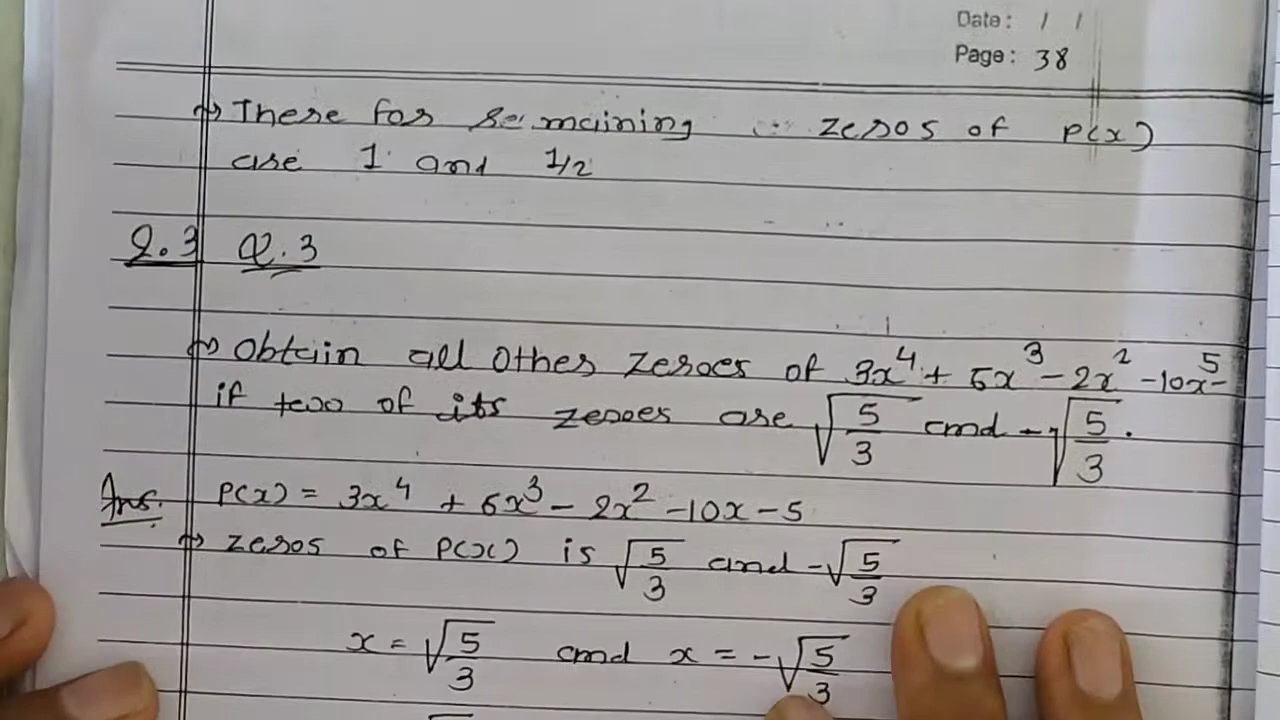 Date: / /
Page: 38
↝ There for remaining zeros of P(x)
are 1 and 1/2
Q.3 Q.3
↝ Obtain all other zeroes of 3x⁴ + 6x³ - 2x² - 10x - 5
if two of its zeroes are √5/3 and -√5/3.
Ans. P(x) = 3x⁴ + 6x³ - 2x² - 10x - 5
↝ zeros of P(x) is √5/3 and -√5/3
x = √5/3 and x = -√5/3